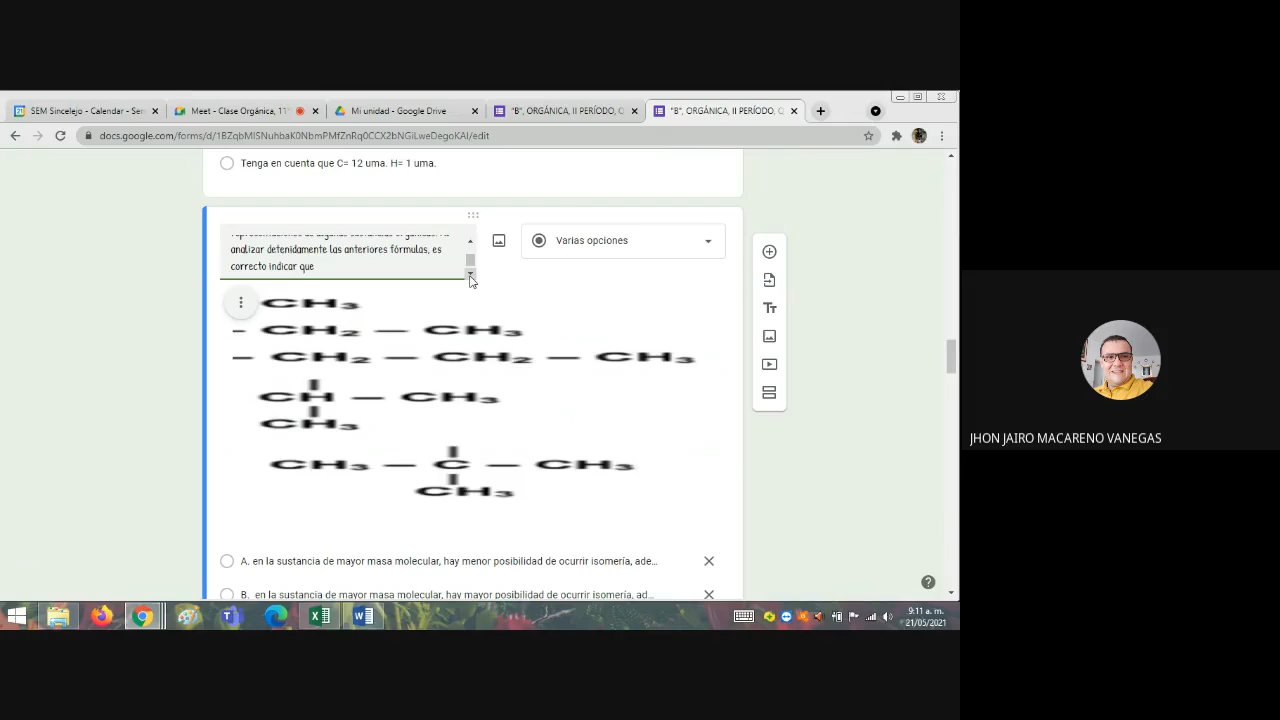 SEM Sincelejo - Calendar - Se
Meet - Clase Orgánica, 11°
Mi unidad - Google Drive
"B", ORGÁNICA, II PERÍODO, Q
"B", ORGÁNICA, II PERÍODO, Q
docs.google.com/forms/d/1BZqbMlSNuhbaK0NbmPMfZnRq0CCX2bNGiLweDegoKAI/edit
Tenga en cuenta que C= 12 uma. H= 1 uma.
analizar detenidamente las anteriores fórmulas, es
correcto indicar que
Varias opciones
CH₃
– CH₂ — CH₃
– CH₂ — CH₂ — CH₃
CH — CH₃
CH₃
CH₃ — C — CH₃
CH₃
A. en la sustancia de mayor masa molecular, hay menor posibilidad de ocurrir isomería, ade...
B. en la sustancia de mayor masa molecular, hay mayor posibilidad de ocurrir isomería, ad...
JHON JAIRO MACARENO VANEGAS
9:11 a. m.
21/05/2021